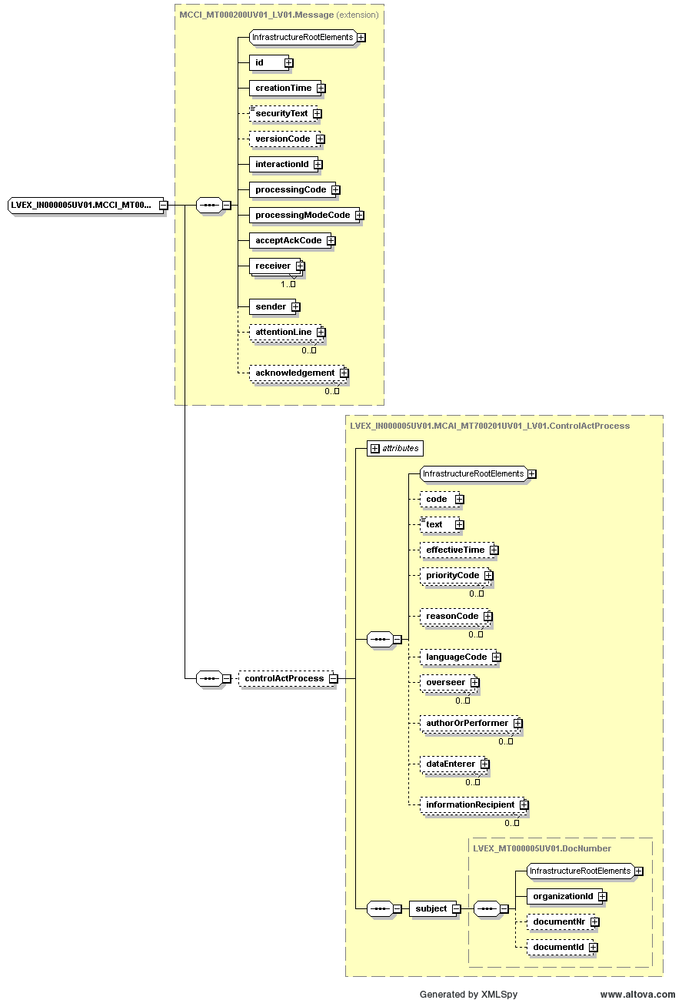 MCCI_MT000200UV01_LV01.Message (extension)
InfrastructureRootElements
id
creationTime
securityText
versionCode
interactionId
LVEX_IN000005UV01.MCCI_MT00...
processingCode
processingModeCode
acceptAckCode
receiver
1..
sender
attentionLine
0..
acknowledgement
0..
LVEX_IN000005UV01.MCAI_MT700201UV01_LV01.ControlActProcess
attributes
InfrastructureRootElements
code
text
effectiveTime
priorityCode
0..
reasonCode
0..
languageCode
controlActProcess
overseer
0..
authorOrPerformer
0..
dataEnterer
0..
informationRecipient
0..
LVEX_MT000005UV01.DocNumber
InfrastructureRootElements
organizationId
subject
documentNr
documentId
Generated by XMLSpy www.altova.com